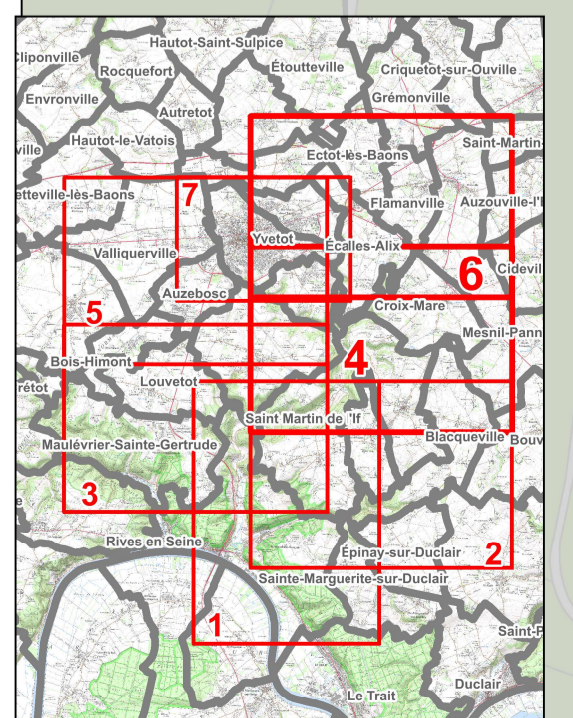 Hautot-Saint-Sulpice
Cliponville
Rocquefort
Étoutteville
Criquetot-sur-Ouville
Envronville
Grémonville
Autretot
Hautot-le-Vatois
Saint-Martin-
ville
Ectot-lès-Baons
7
etteville-lès-Baons
Flamanville
Auzouville-l'
Yvetot
Écalles-Alix
Valliquerville
6
Cidevil
Auzebosc
Croix-Mare
5
Mesnil-Pann
4
Bois-Himont
rétot
Louvetot
Saint Martin de 'lf
Maulévrier-Sainte-Gertrude
Blacqueville
Bouv
3
Rives en Seine
Épinay-sur-Duclair
2
Sainte-Marguerite-sur-Duclair
1
Saint-P
Duclair
Le Trait